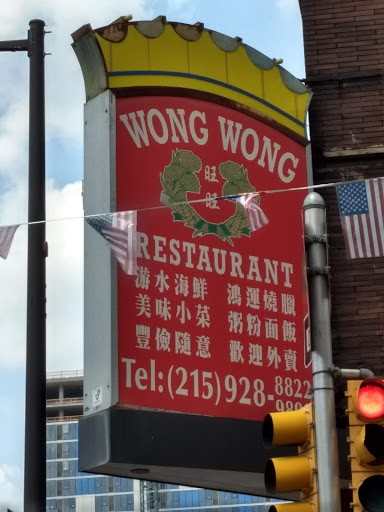 WONG WONG
旺
旺
RESTAURANT
游水海鮮 鴻運燒臘
美味小菜 粥粉面飯
豐儉隨意 歡迎外賣
Tel:(215)928-8822